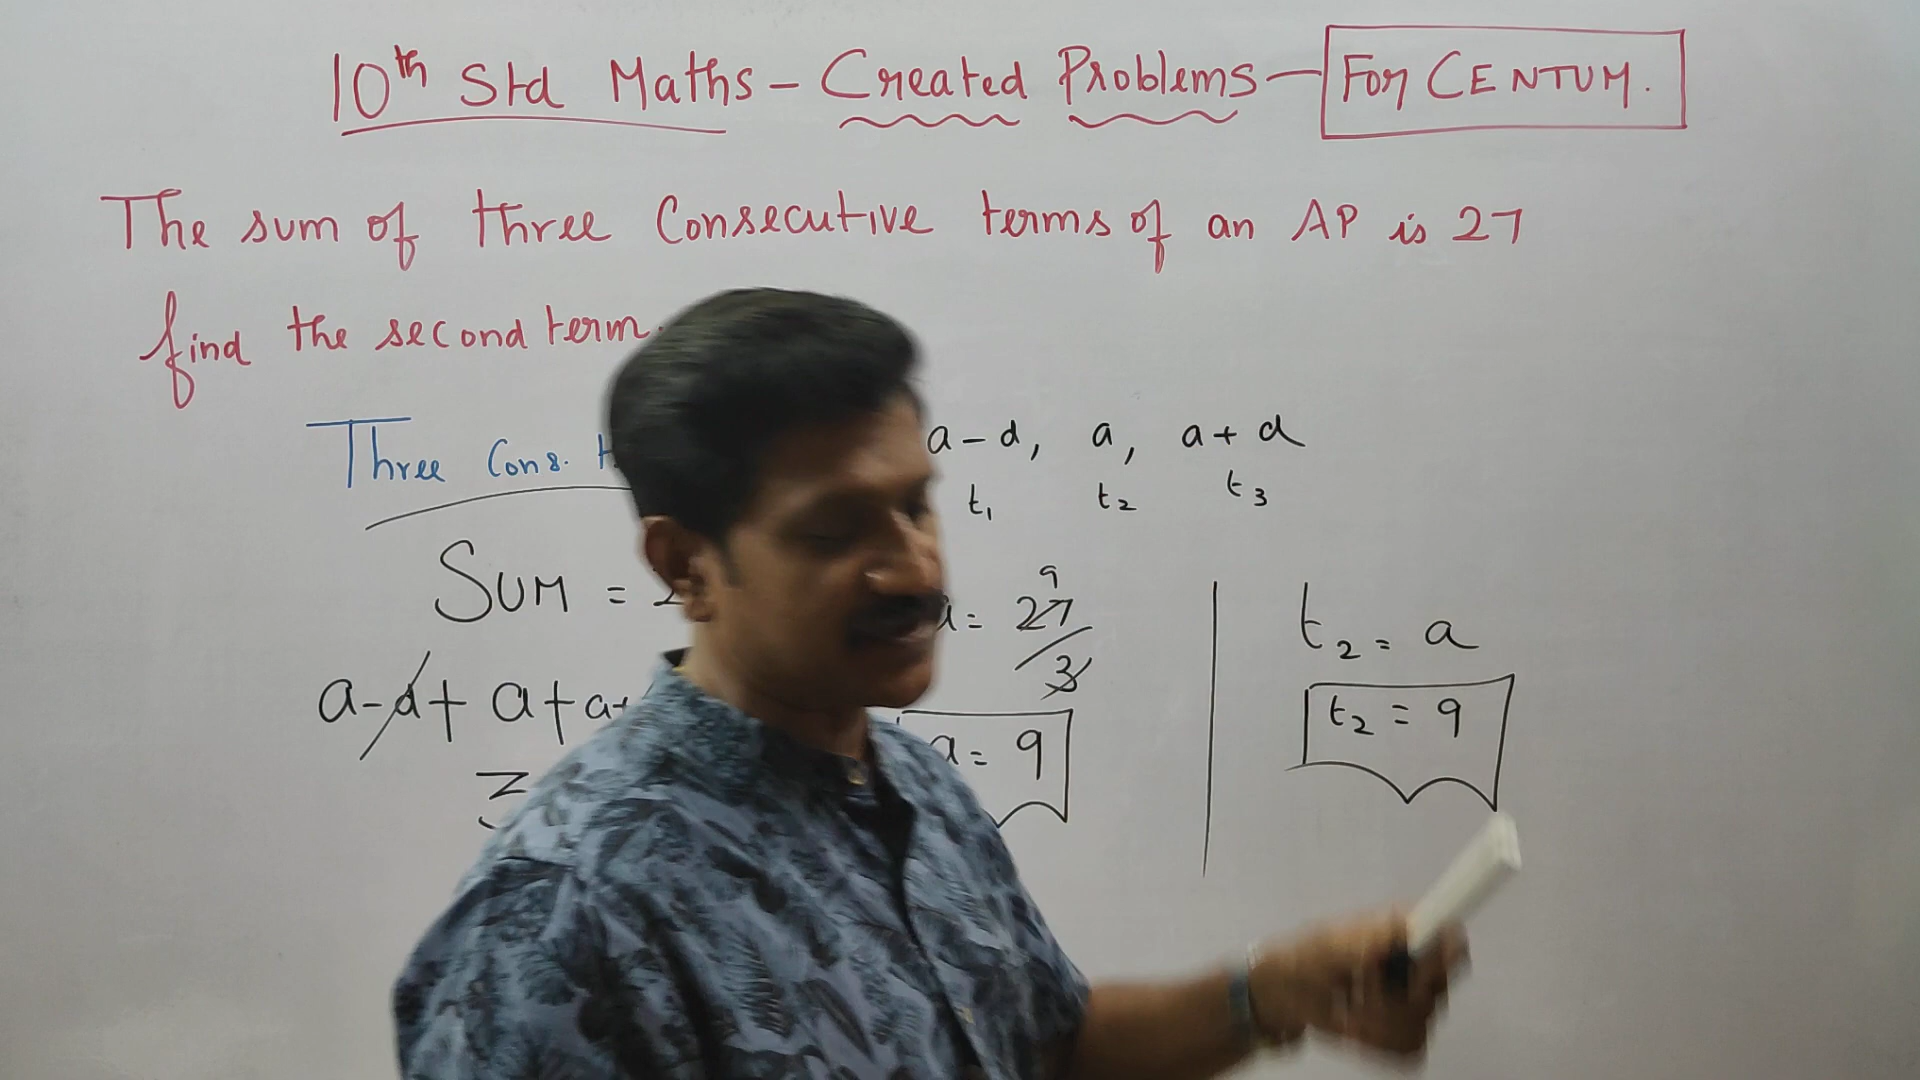 10th Std Maths - Created Problems - For CENTUM.
The sum of three Consecutive terms of an AP is 27
find the second term.
Three Cons. a - d, a, a + d
t1 t2 t3
Sum =
a = 27/3 9
t2 = a
a - d + a + a +
a = 9
t2 = 9
3